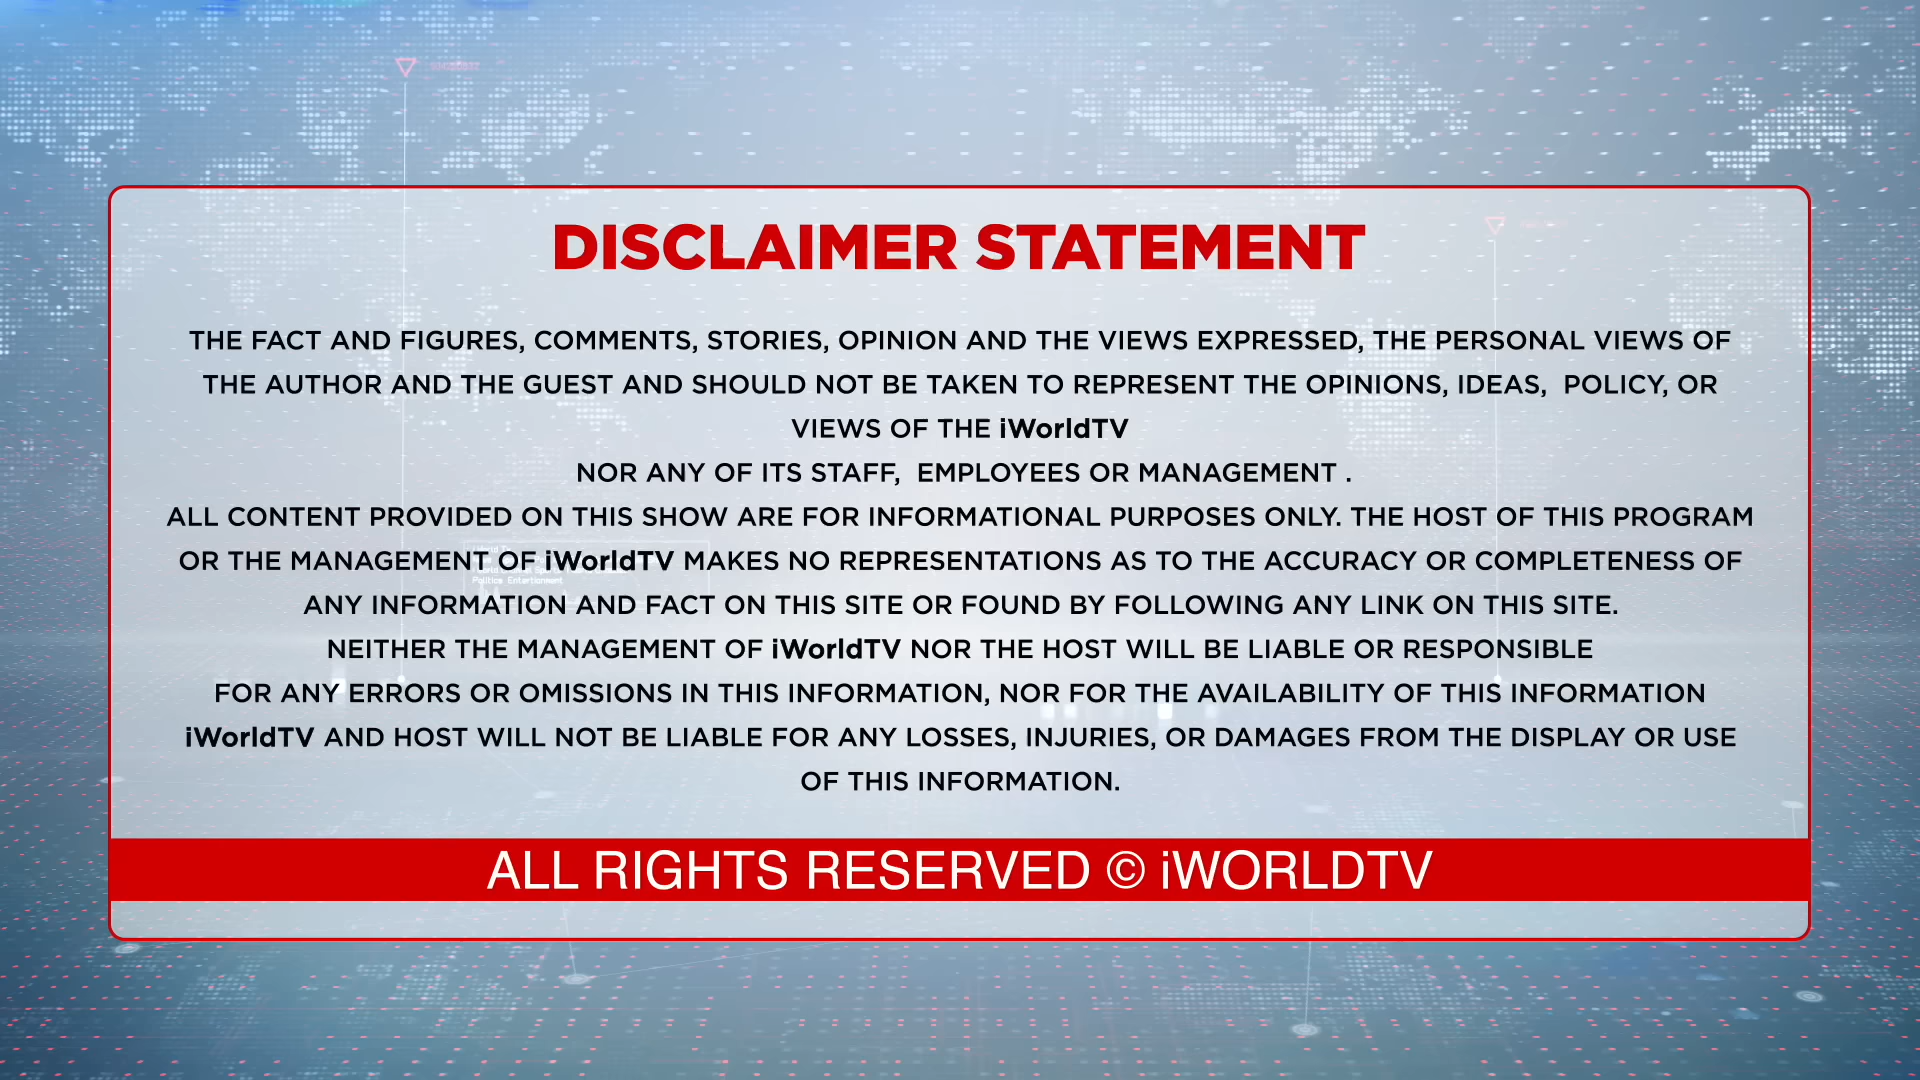 DISCLAIMER STATEMENT
THE FACT AND FIGURES, COMMENTS, STORIES, OPINION AND THE VIEWS EXPRESSED, THE PERSONAL VIEWS OF
THE AUTHOR AND THE GUEST AND SHOULD NOT BE TAKEN TO REPRESENT THE OPINIONS, IDEAS, POLICY, OR
VIEWS OF THE iWorldTV
NOR ANY OF ITS STAFF, EMPLOYEES OR MANAGEMENT .
ALL CONTENT PROVIDED ON THIS SHOW ARE FOR INFORMATIONAL PURPOSES ONLY. THE HOST OF THIS PROGRAM
OR THE MANAGEMENT OF iWorldTV MAKES NO REPRESENTATIONS AS TO THE ACCURACY OR COMPLETENESS OF
ANY INFORMATION AND FACT ON THIS SITE OR FOUND BY FOLLOWING ANY LINK ON THIS SITE.
NEITHER THE MANAGEMENT OF iWorldTV NOR THE HOST WILL BE LIABLE OR RESPONSIBLE
FOR ANY ERRORS OR OMISSIONS IN THIS INFORMATION, NOR FOR THE AVAILABILITY OF THIS INFORMATION
iWorldTV AND HOST WILL NOT BE LIABLE FOR ANY LOSSES, INJURIES, OR DAMAGES FROM THE DISPLAY OR USE
OF THIS INFORMATION.
ALL RIGHTS RESERVED © iWORLDTV